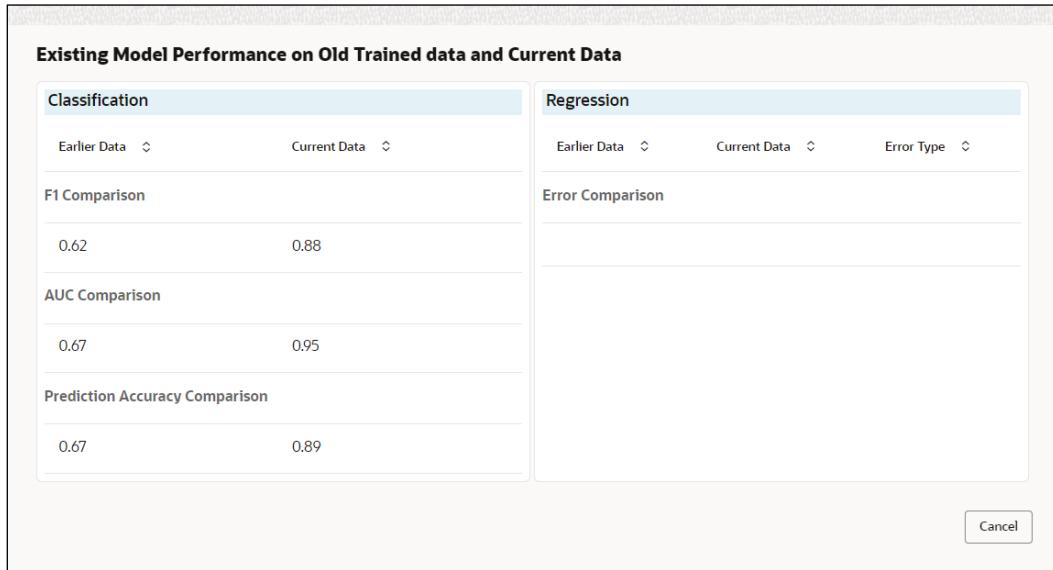 Existing Model Performance on Old Trained data and Current Data
Classification
Earlier Data Current Data
F1 Comparison
0.62 0.88
AUC Comparison
0.67 0.95
Prediction Accuracy Comparison
0.67 0.89
Regression
Earlier Data Current Data Error Type
Error Comparison
Cancel